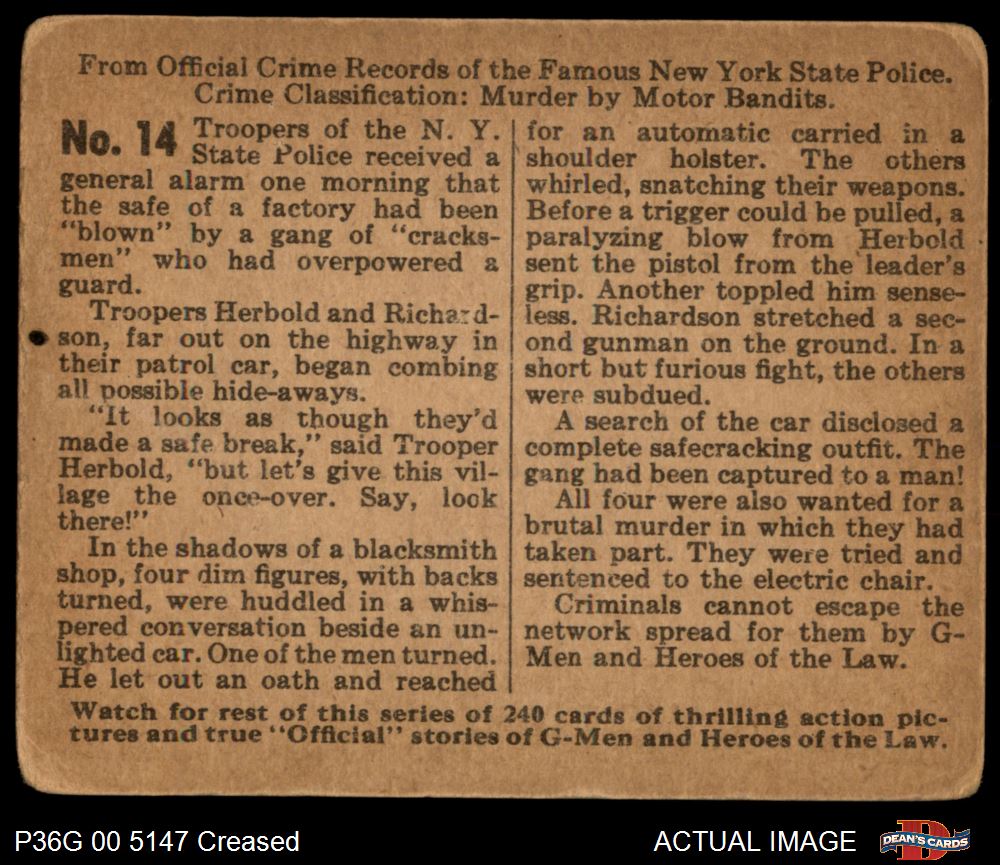 From Official Crime Records of the Famous New York State Police.
Crime Classification: Murder by Motor Bandits.
No. 14 Troopers of the N. Y.
State Police received a
general alarm one morning that
the safe of a factory had been
“blown” by a gang of “cracks-
men” who had overpowered a
guard.
Troopers Herbold and Richard-
son, far out on the highway in
their patrol car, began combing
all possible hide-aways.
“It looks as though they’d
made a safe break,” said Trooper
Herbold, “but let’s give this vil-
lage the once-over. Say, look
there!”
In the shadows of a blacksmith
shop, four dim figures, with backs
turned, were huddled in a whis-
pered conversation beside an un-
lighted car. One of the men turned.
He let out an oath and reached
for an automatic carried in a
shoulder holster. The others
whirled, snatching their weapons.
Before a trigger could be pulled, a
paralyzing blow from Herbold
sent the pistol from the leader’s
grip. Another toppled him sense-
less. Richardson stretched a sec-
ond gunman on the ground. In a
short but furious fight, the others
were subdued.
A search of the car disclosed a
complete safecracking outfit. The
gang had been captured to a man!
All four were also wanted for a
brutal murder in which they had
taken part. They were tried and
sentenced to the electric chair.
Criminals cannot escape the
network spread for them by G-
Men and Heroes of the Law.
Watch for rest of this series of 240 cards of thrilling action pic-
tures and true “Official” stories of G-Men and Heroes of the Law.
P36G 00 5147 Creased
ACTUAL IMAGE
DEAN'S CARDS